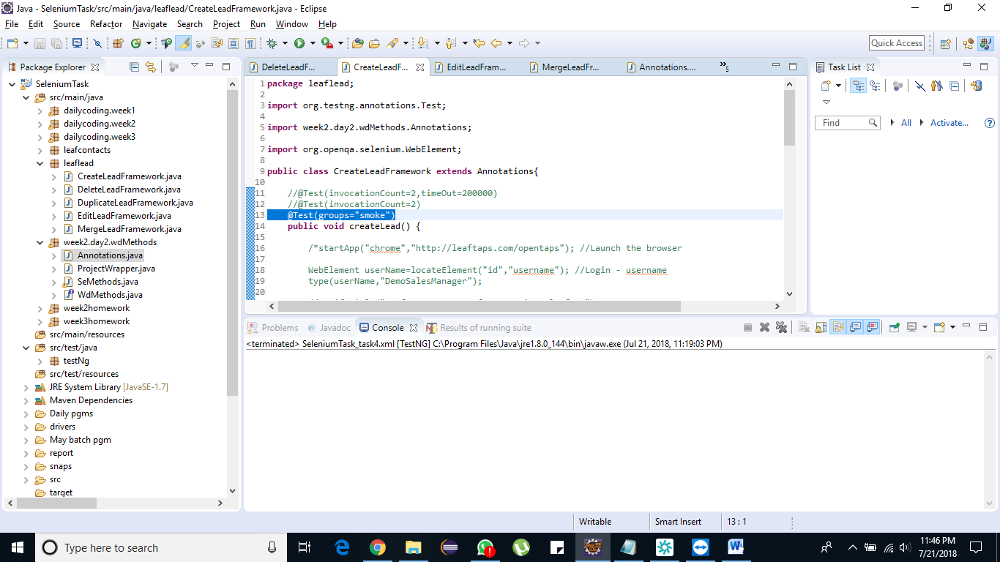 Java - SeleniumTask/src/main/java/leaflead/CreateLeadFramework.java - Eclipse
File Edit Source Refactor Navigate Search Project Run Window Help
Quick Access
Package Explorer
SeleniumTask
src/main/java
dailycoding.week1
dailycoding.week2
dailycoding.week3
leafcontacts
leaflead
CreateLeadFramework.java
DeleteLeadFramework.java
DuplicateLeadFramework.java
EditLeadFramework.java
MergeLeadFramework.java
week2.day2.wdMethods
Annotations.java
ProjectWrapper.java
SeMethods.java
WdMethods.java
week2homework
week3homework
src/main/resources
src/test/java
testNg
src/test/resources
JRE System Library [JavaSE-1.7]
Maven Dependencies
Daily pgms
drivers
May batch pgm
report
snaps
src
target
DeleteLeadF... CreateLeadF... EditLeadFram... MergeLeadFr... Annotations.... »5
1 package leaflead;
2
3 import org.testng.annotations.Test;
4
5 import week2.day2.wdMethods.Annotations;
6
7 import org.openqa.selenium.WebElement;
8
9 public class CreateLeadFramework extends Annotations{
10
11 //@Test(invocationCount=2,timeOut=200000)
12 //@Test(invocationCount=2)
13 @Test(groups="smoke")
14 public void createLead() {
15
16 /*startApp("chrome","http://leaftaps.com/opentaps"); //Launch the browser
17
18 WebElement userName=locateElement("id","username"); //Login - username
19 type(userName,"DemoSalesManager");
20
Task List
Find All Activate...
Problems @ Javadoc Console Results of running suite
<terminated> SeleniumTask_task4.xml [TestNG] C:\Program Files\Java\jre1.8.0_144\bin\javaw.exe (Jul 21, 2018, 11:19:03 PM)
Writable Smart Insert 13 : 1
Type here to search
11:46 PM
7/21/2018